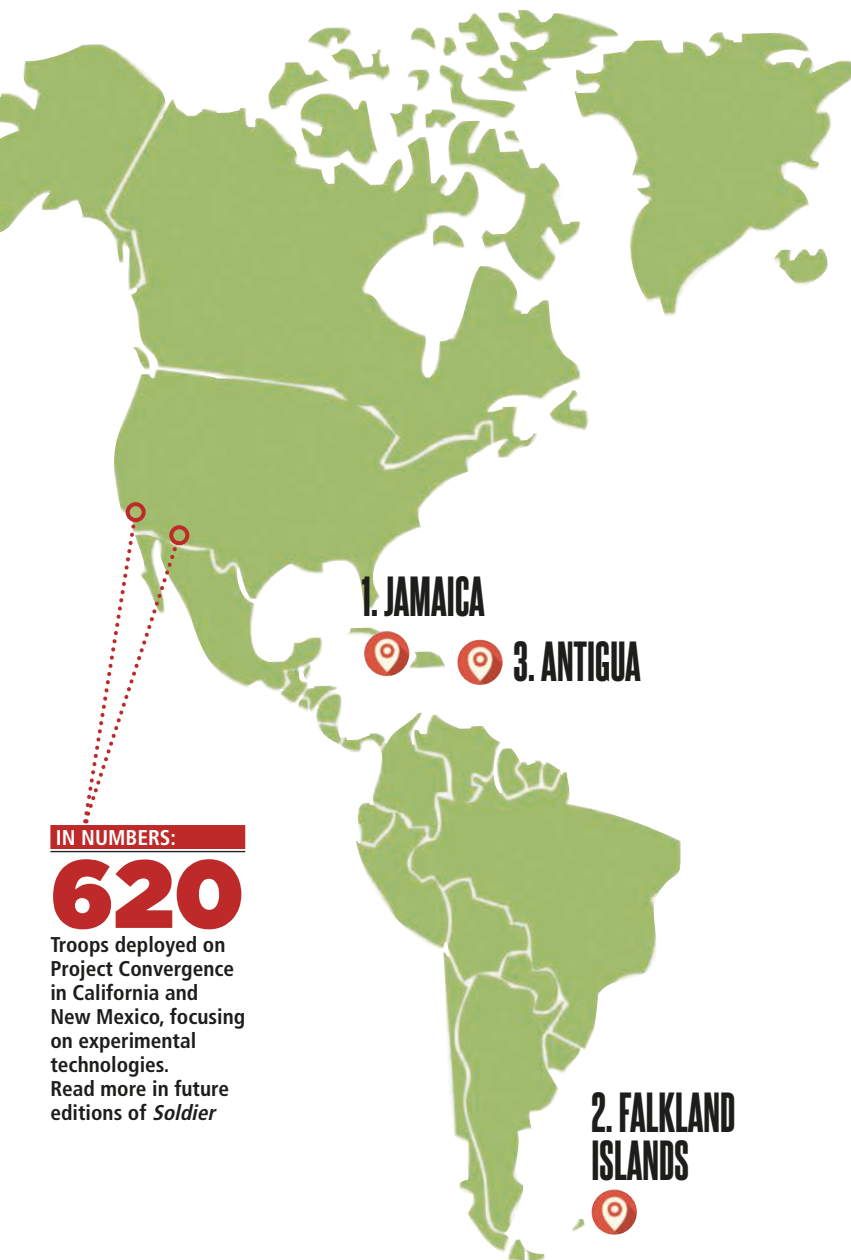 1. JAMAICA
3. ANTIGUA
IN NUMBERS:
620
Troops deployed on
Project Convergence
in California and
New Mexico, focusing
on experimental
technologies.
Read more in future
editions of Soldier
2. FALKLAND
ISLANDS